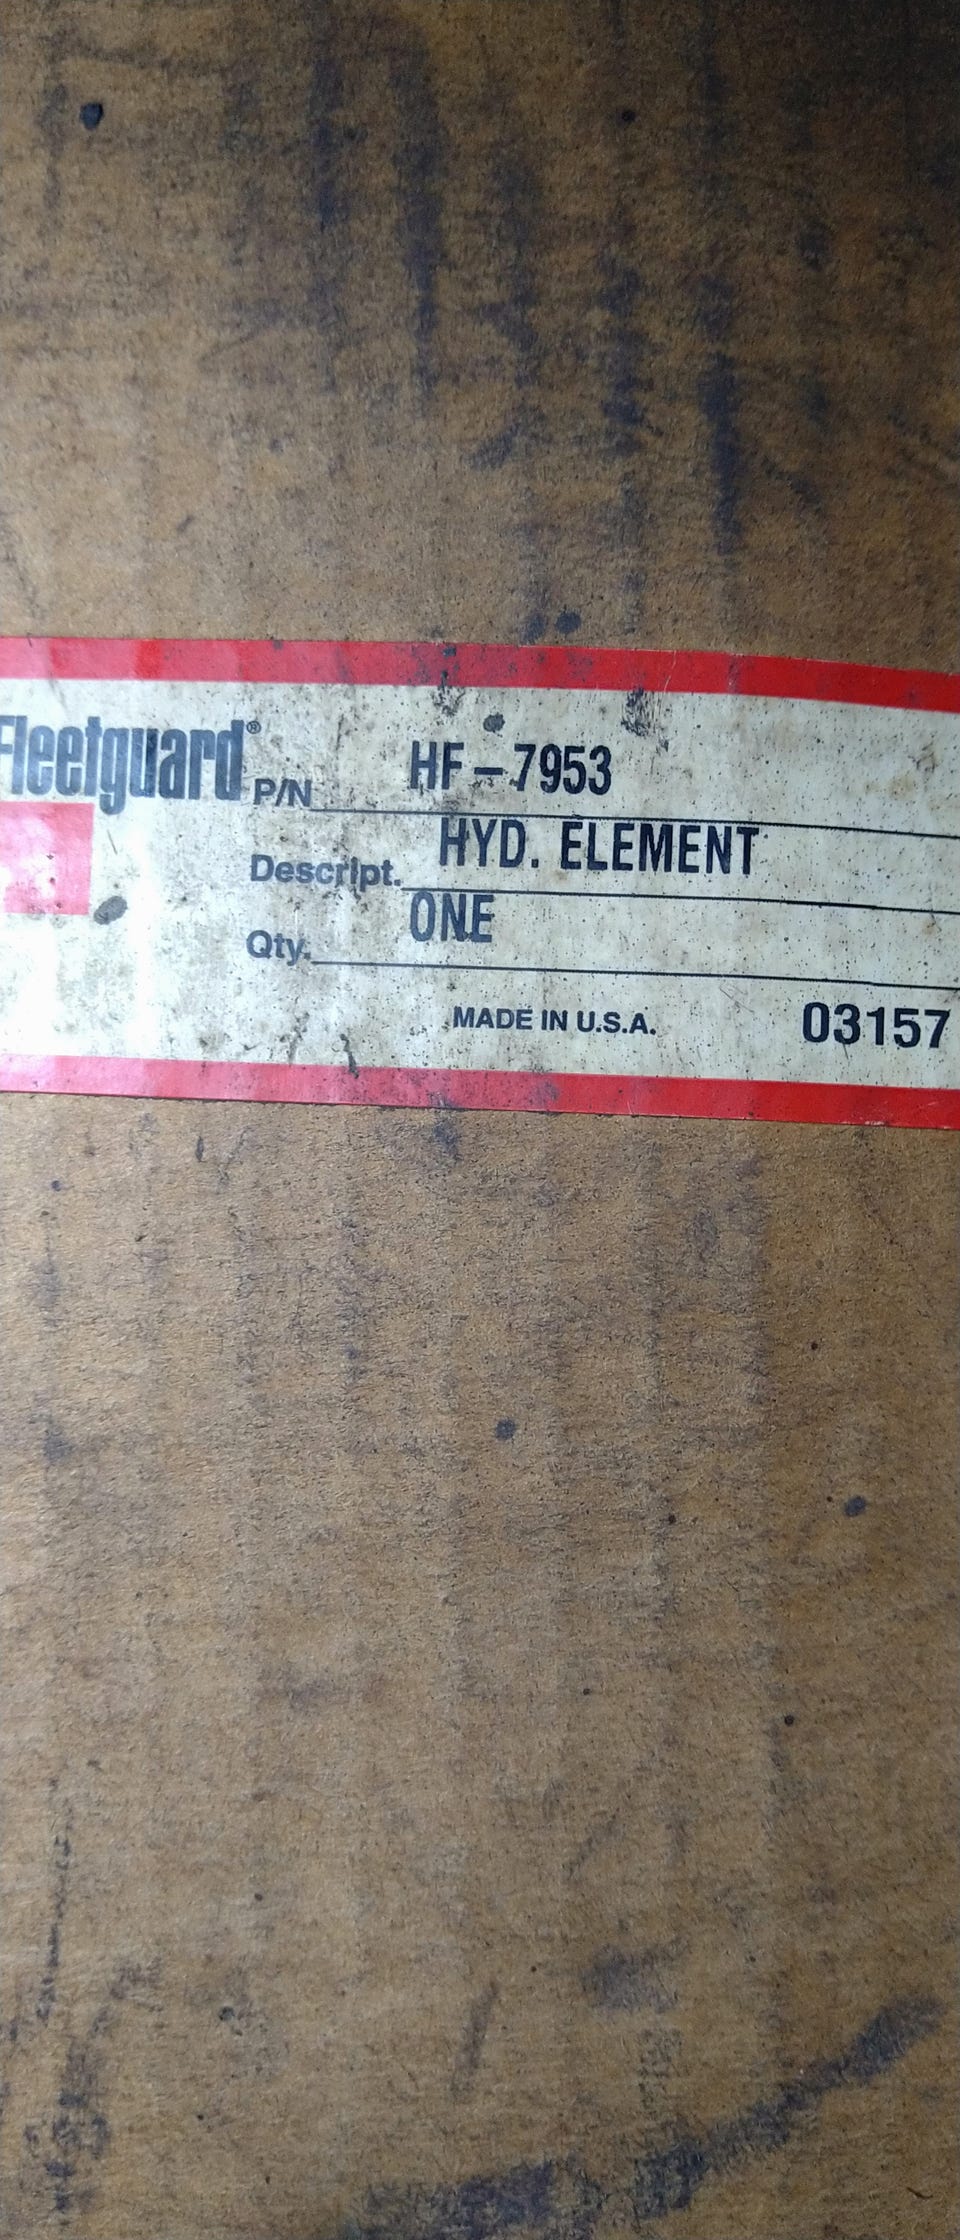 Fleetguard®
P/N HF-7953
Descript. HYD. ELEMENT
Qty. ONE
MADE IN U.S.A. 03157